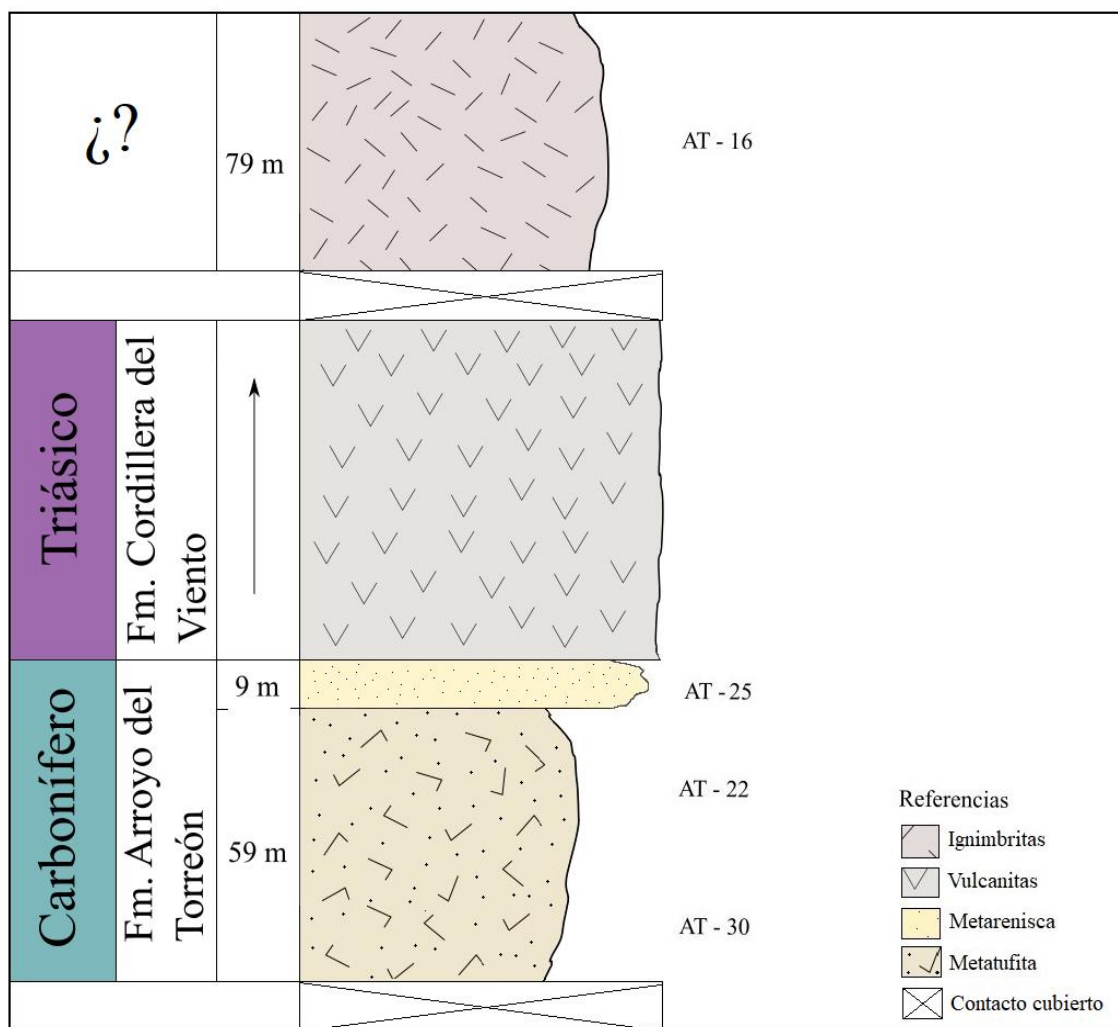 ¿?
79 m
AT - 16
Triásico
Fm. Cordillera del
Viento
Carbonífero
Fm. Arroyo del
Torreón
9 m
59 m
AT - 25
AT - 22
AT - 30
Referencias
Ignimbritas
Vulcanitas
Metarenisca
Metatufita
Contacto cubierto